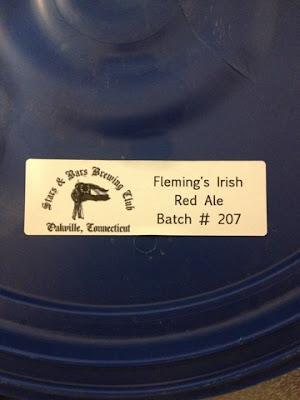 Stars & Bars Brewing Club
Oakville, Connecticut
Fleming's Irish
Red Ale
Batch # 207